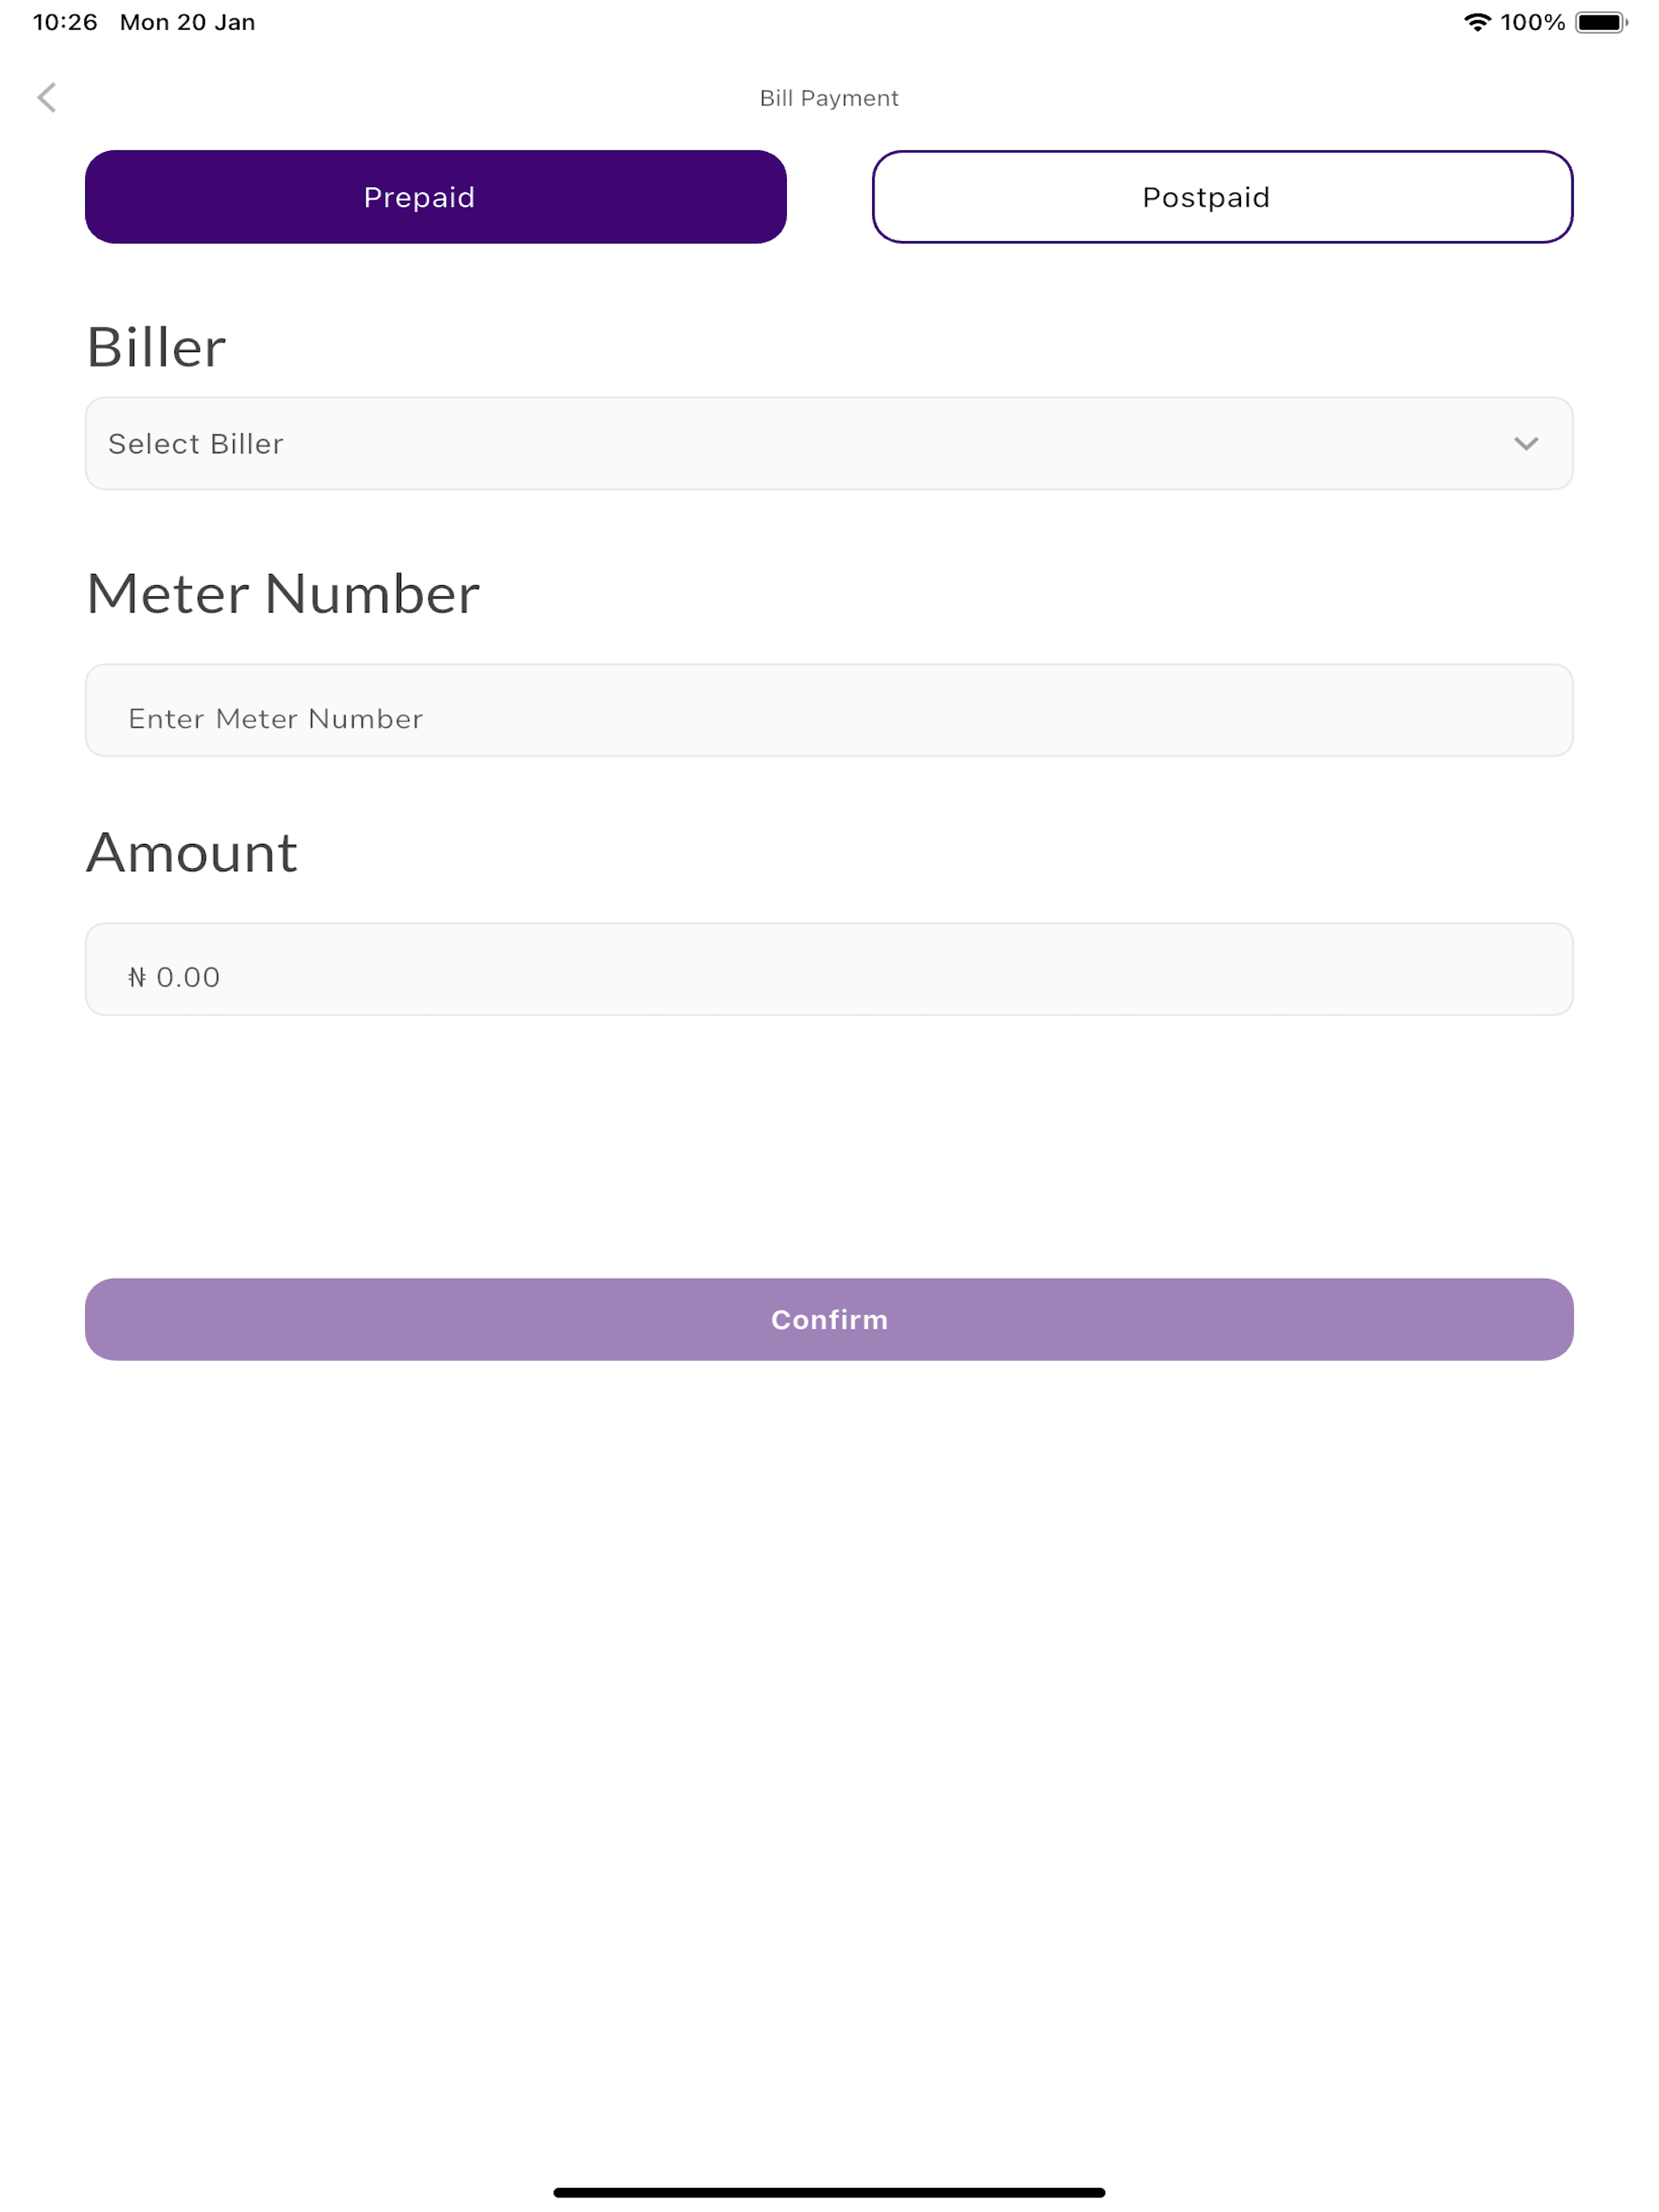 10:26 Mon 20 Jan 100%
Bill Payment
Prepaid Postpaid
Biller
Select Biller
Meter Number
Enter Meter Number
Amount
₦ 0.00
Confirm